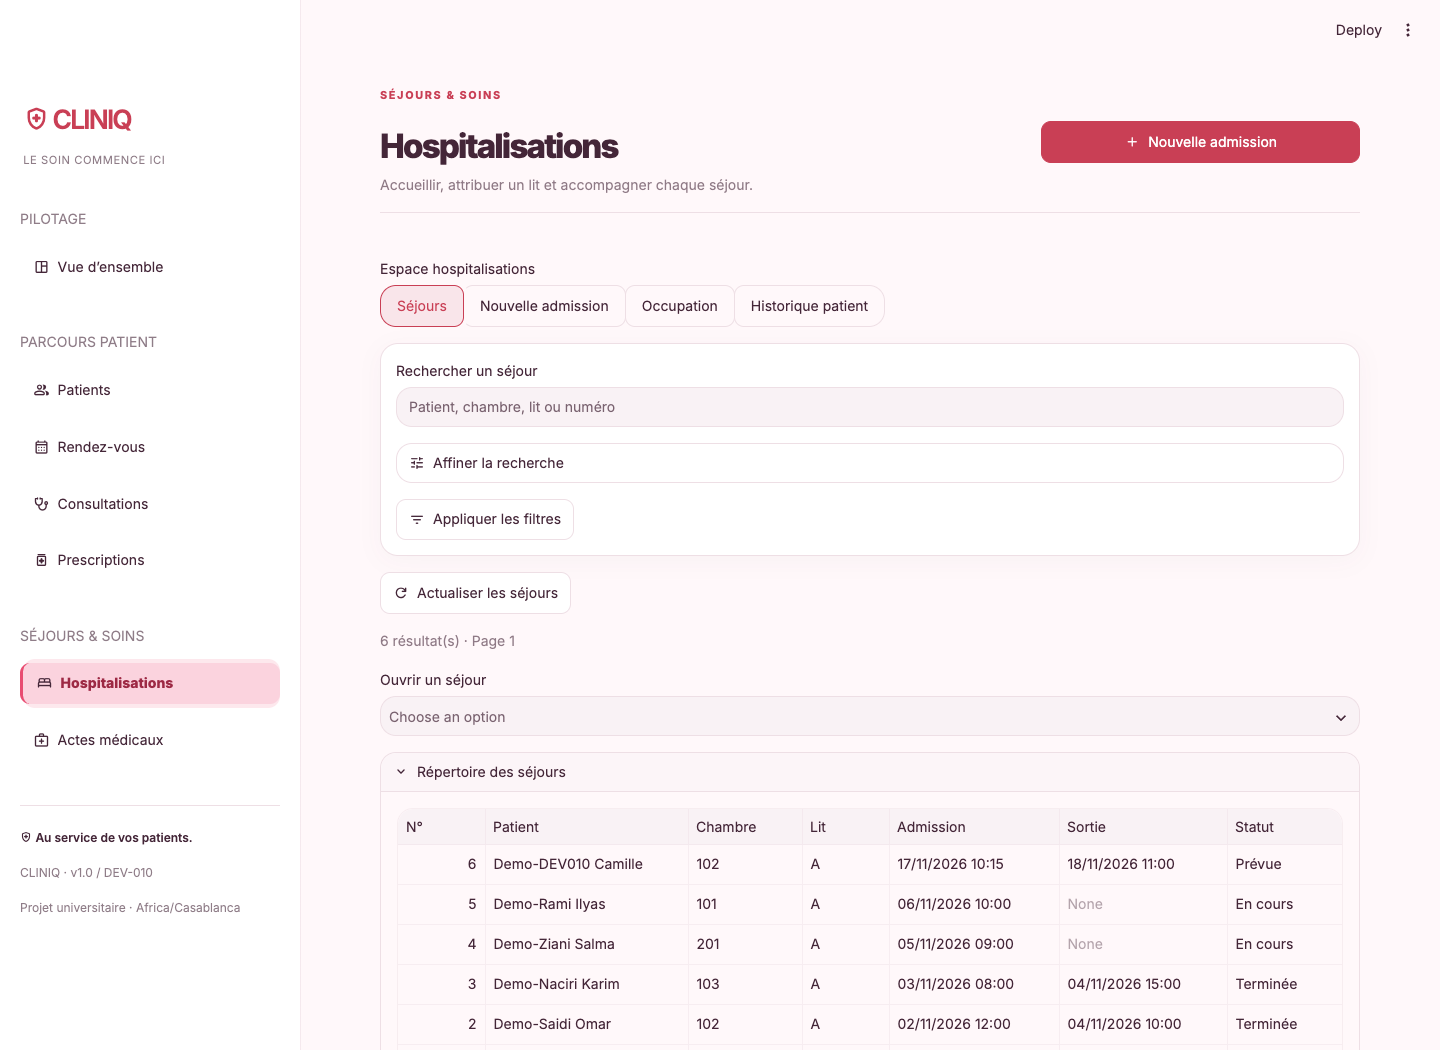 Deploy
CLINIQ
LE SOIN COMMENCE ICI
PILOTAGE
Vue d’ensemble
PARCOURS PATIENT
Patients
Rendez-vous
Consultations
Prescriptions
SÉJOURS & SOINS
Hospitalisations
Actes médicaux
Au service de vos patients.
CLINIQ · v1.0 / DEV-010
Projet universitaire · Africa/Casablanca
SÉJOURS & SOINS
Hospitalisations
Nouvelle admission
Accueillir, attribuer un lit et accompagner chaque séjour.
Espace hospitalisations
Séjours Nouvelle admission Occupation Historique patient
Rechercher un séjour
Patient, chambre, lit ou numéro
Affiner la recherche
Appliquer les filtres
Actualiser les séjours
6 résultat(s) · Page 1
Ouvrir un séjour
Choose an option
Répertoire des séjours
N° Patient Chambre Lit Admission Sortie Statut
6 Demo-DEV010 Camille 102 A 17/11/2026 10:15 18/11/2026 11:00 Prévue
5 Demo-Rami Ilyas 101 A 06/11/2026 10:00 None En cours
4 Demo-Ziani Salma 201 A 05/11/2026 09:00 None En cours
3 Demo-Naciri Karim 103 A 03/11/2026 08:00 04/11/2026 15:00 Terminée
2 Demo-Saidi Omar 102 A 02/11/2026 12:00 04/11/2026 10:00 Terminée